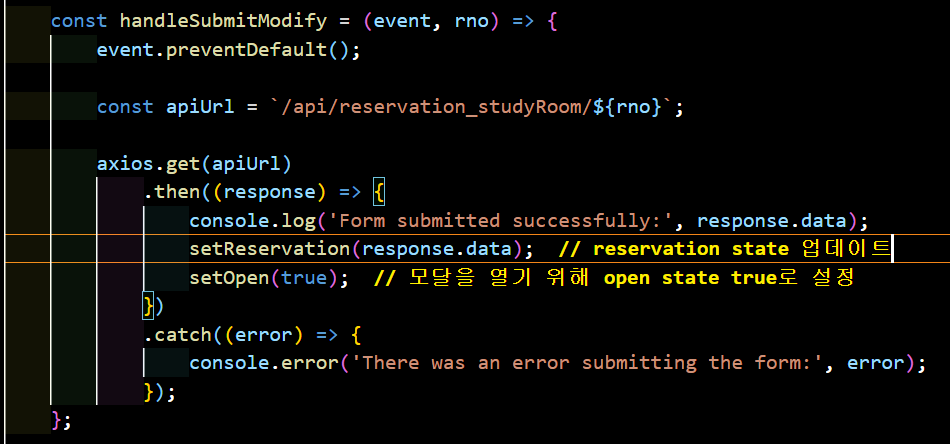 const handleSubmitModify = (event, rno) => {
event.preventDefault();
const apiUrl = `/api/reservation_studyRoom/${rno}`;
axios.get(apiUrl)
.then((response) => {
console.log('Form submitted successfully:', response.data);
setReservation(response.data);  // reservation state 업데이트
setOpen(true);  // 모달을 열기 위해 open state true로 설정
})
.catch((error) => {
console.error('There was an error submitting the form:', error);
});
};